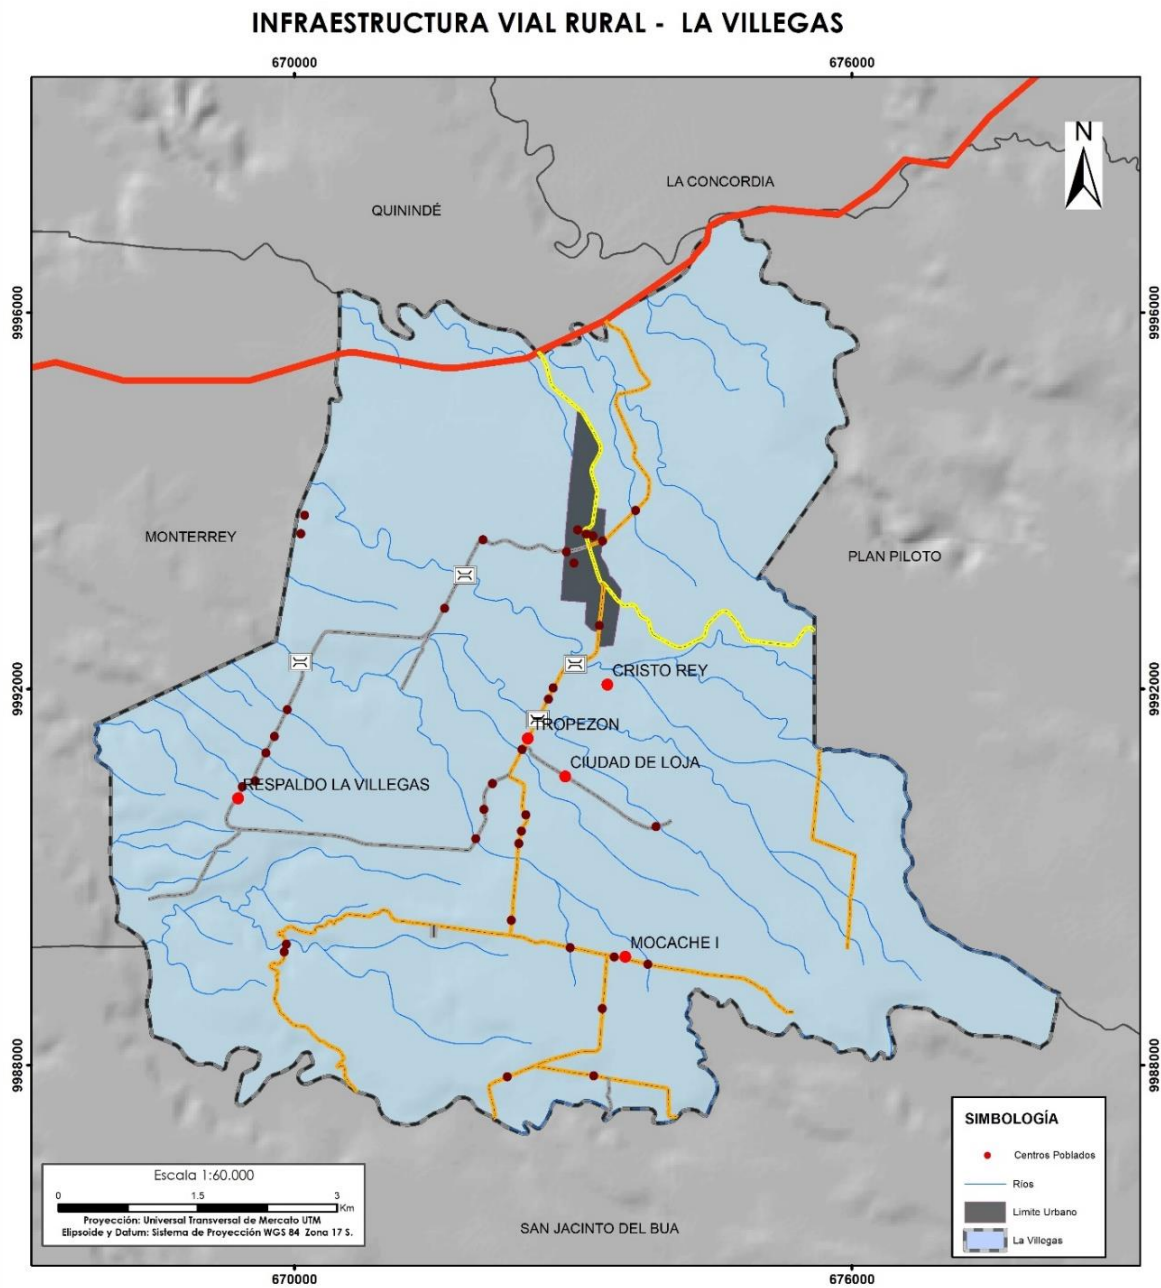 INFRAESTRUCTURA VIAL RURAL - LA VILLEGAS
670000
676000
N
LA CONCORDIA
QUININDÉ
9996000
9996000
MONTERREY
PLAN PILOTO
CRISTO REY
9992000
9992000
TROPEZON
CIUDAD DE LOJA
RESPALDO LA VILLEGAS
MOCACHE I
9988000
9988000
SIMBOLOGÍA
Centros Poblados
Ríos
Limite Urbano
La Villegas
Escala 1:60.000
0 1.5 3
Km
Proyección: Universal Transversal de Mercato UTM
Elipsoide y Datum: Sistema de Proyección WGS 84 Zona 17 S.
SAN JACINTO DEL BUA
670000
676000